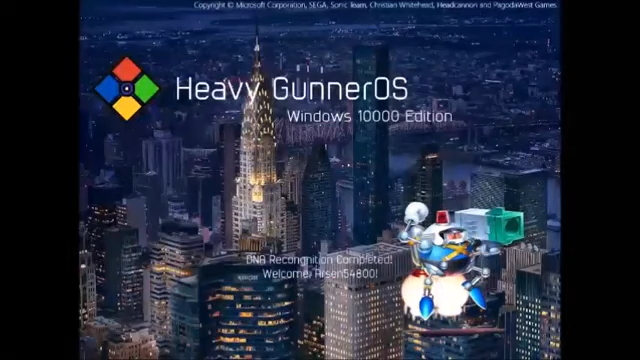 Copyright © Microsoft Corporation, SEGA, Sonic Team, Christian Whitehead, Headcannon and PagodaWest Games.
Heavy GunnerOS
Windows 10000 Edition
DNA Recongnition Completed!
Welcome, Arsen54800!